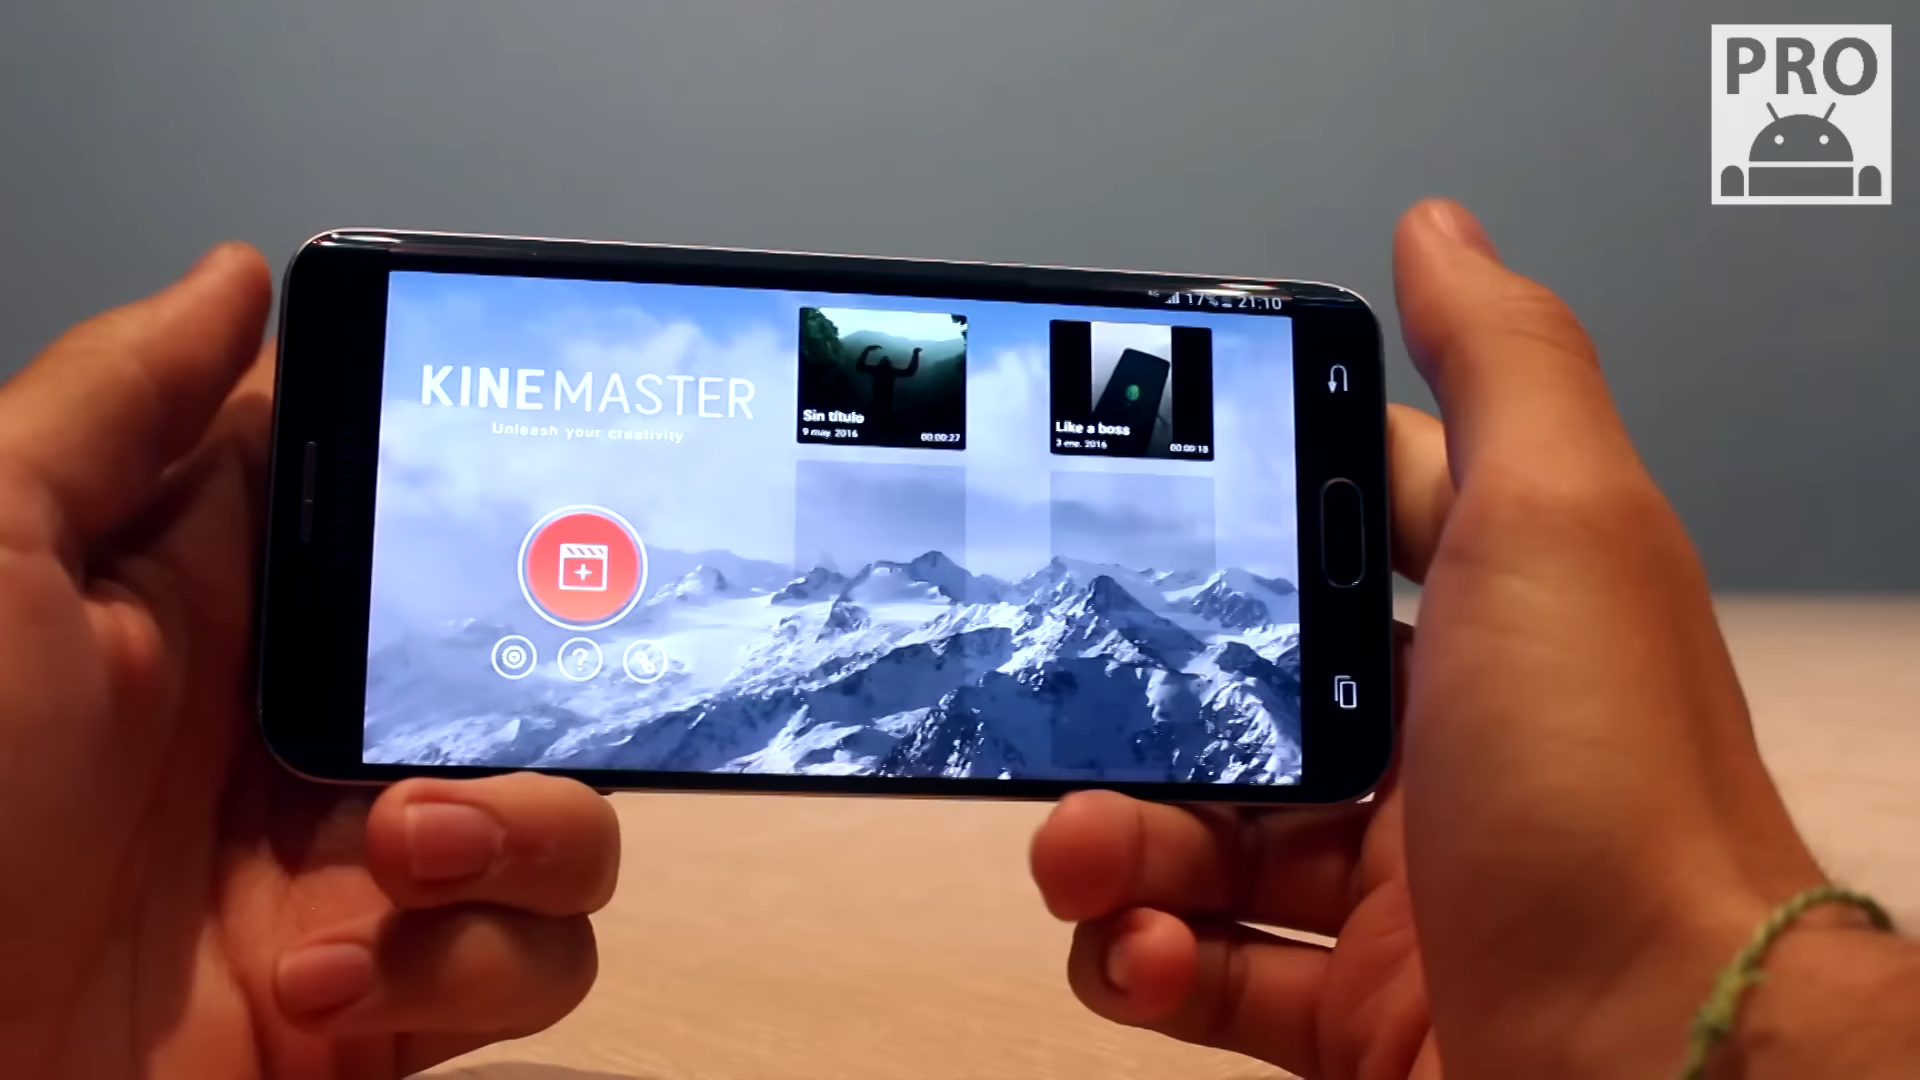 PRO
17% 21:10
KINEMASTER
Unleash your creativity
Sin título
9 may. 2016 00:00:27
Like a boss
3 ene. 2016 00:00:18
?